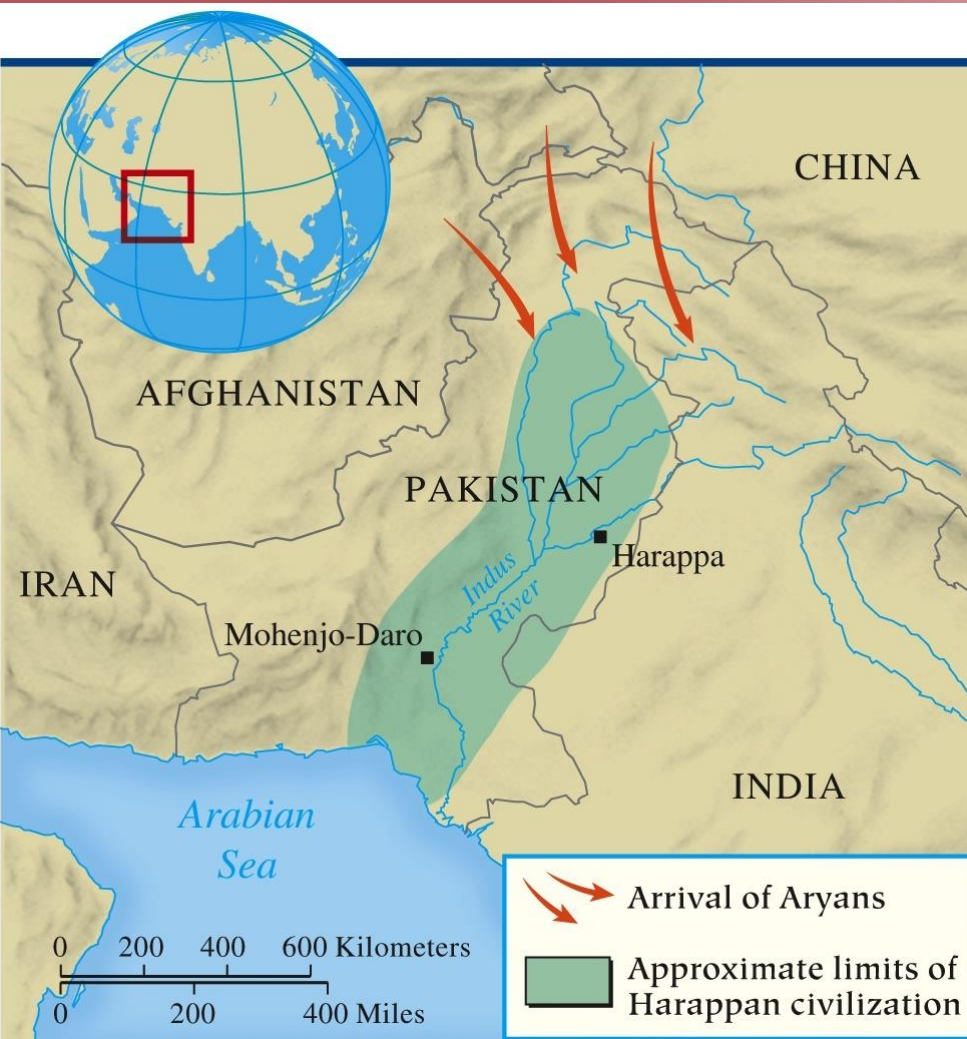 CHINA
AFGHANISTAN
PAKISTAN
Harappa
IRAN
Indus
River
Mohenjo-Daro
INDIA
Arabian
Sea
0 200 400 600 Kilometers
0 200 400 Miles
Arrival of Aryans
Approximate limits of
Harappan civilization